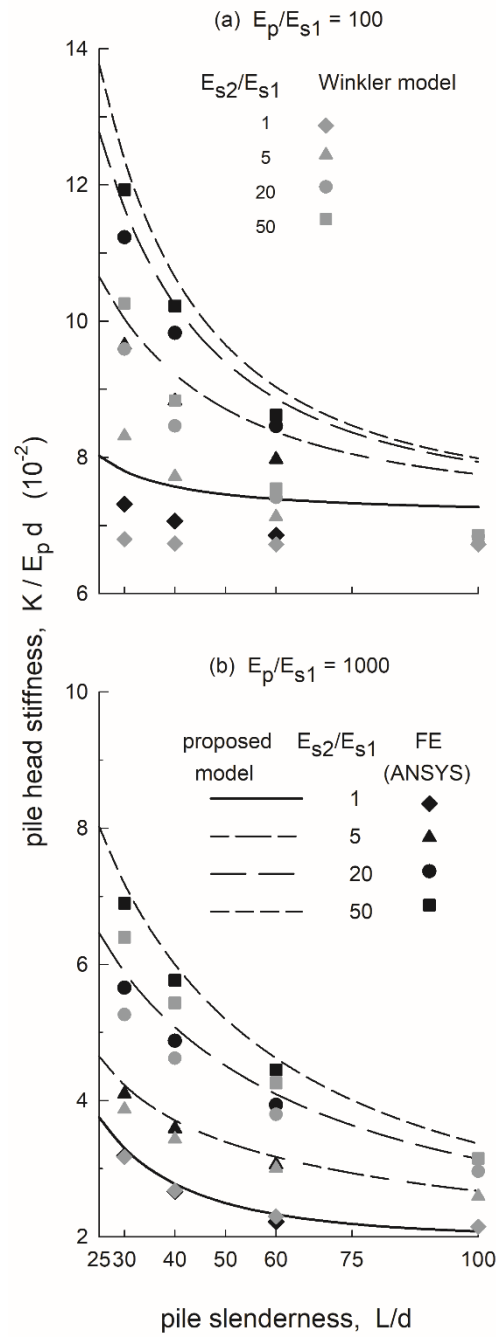 (a) Ep/Es1 = 100
14
Es2/Es1 Winkler model
1
5
12
20
50
10
8
6
pile head stiffness, K / Ep d (10-2)
(b) Ep/Es1 = 1000
10
proposed Es2/Es1 FE
model (ANSYS)
1
5
8
20
50
6
4
2
25 30 40 50 60 75 100
pile slenderness, L/d